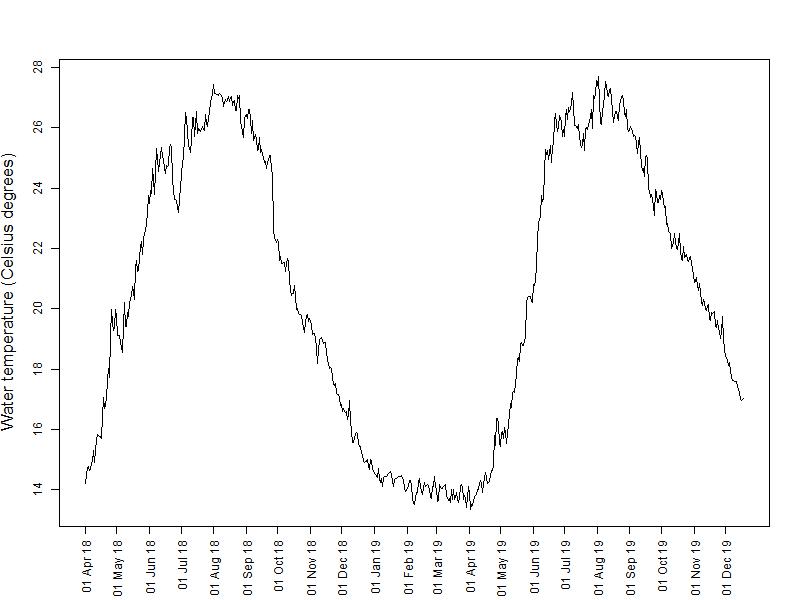 Water temperature (Celsius degrees)
28
26
24
22
20
18
16
14
01 Apr 18
01 May 18
01 Jun 18
01 Jul 18
01 Aug 18
01 Sep 18
01 Oct 18
01 Nov 18
01 Dec 18
01 Jan 19
01 Feb 19
01 Mar 19
01 Apr 19
01 May 19
01 Jun 19
01 Jul 19
01 Aug 19
01 Sep 19
01 Oct 19
01 Nov 19
01 Dec 19